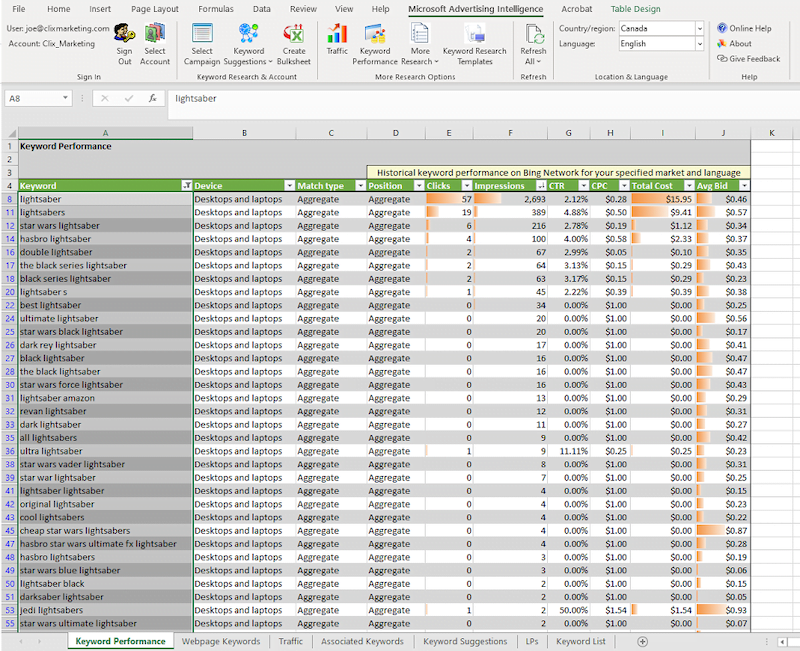 File Home Insert Page Layout Formulas Data Review View Help Microsoft Advertising Intelligence Acrobat Table Design
User: joe@clixmarketing.com
Account: Clix_Marketing
Sign Out
Select Account
Sign In
Select Campaign
Keyword Suggestions
Create Bulksheet
Keyword Research & Account
Traffic
Keyword Performance
More Research
Keyword Research Templates
More Research Options
Refresh All
Refresh
Country/region: Canada
Language: English
Location & Language
Online Help
About
Give Feedback
Help
A8 fx lightsaber
A B C D E F G H I J K L
1 Keyword Performance
2
3 Historical keyword performance on Bing Network for your specified market and language
4 Keyword Device Match type Position Clicks Impressions CTR CPC Total Cost Avg Bid
8 lightsaber Desktops and laptops Aggregate Aggregate 57 2,693 2.12% $0.28 $15.95 $0.46
11 lightsabers Desktops and laptops Aggregate Aggregate 19 389 4.88% $0.50 $9.41 $0.57
12 star wars lightsaber Desktops and laptops Aggregate Aggregate 6 216 2.78% $0.19 $1.12 $0.34
14 hasbro lightsaber Desktops and laptops Aggregate Aggregate 4 100 4.00% $0.58 $2.33 $0.37
16 double lightsaber Desktops and laptops Aggregate Aggregate 2 67 2.99% $0.05 $0.10 $0.35
17 the black series lightsaber Desktops and laptops Aggregate Aggregate 2 64 3.13% $0.15 $0.29 $0.43
18 black series lightsaber Desktops and laptops Aggregate Aggregate 2 63 3.17% $0.15 $0.29 $0.23
20 lightsaber s Desktops and laptops Aggregate Aggregate 1 45 2.22% $0.39 $0.39 $0.38
22 best lightsaber Desktops and laptops Aggregate Aggregate 0 34 0.00% $1.00 $0.00 $0.25
24 ultimate lightsaber Desktops and laptops Aggregate Aggregate 0 20 0.00% $1.00 $0.00 $0.56
25 star wars black lightsaber Desktops and laptops Aggregate Aggregate 0 20 0.00% $1.00 $0.00 $0.17
26 dark rey lightsaber Desktops and laptops Aggregate Aggregate 0 17 0.00% $1.00 $0.00 $0.41
27 black lightsaber Desktops and laptops Aggregate Aggregate 0 16 0.00% $1.00 $0.00 $0.47
28 the black lightsaber Desktops and laptops Aggregate Aggregate 0 16 0.00% $1.00 $0.00 $0.47
30 star wars force lightsaber Desktops and laptops Aggregate Aggregate 0 16 0.00% $1.00 $0.00 $0.43
31 lightsaber amazon Desktops and laptops Aggregate Aggregate 0 13 0.00% $1.00 $0.00 $0.29
32 revan lightsaber Desktops and laptops Aggregate Aggregate 0 12 0.00% $1.00 $0.00 $0.31
33 dark lightsaber Desktops and laptops Aggregate Aggregate 0 11 0.00% $1.00 $0.00 $0.27
35 all lightsabers Desktops and laptops Aggregate Aggregate 0 9 0.00% $1.00 $0.00 $0.42
36 ultra lightsaber Desktops and laptops Aggregate Aggregate 1 9 11.11% $0.25 $0.25 $0.23
38 star wars vader lightsaber Desktops and laptops Aggregate Aggregate 0 8 0.00% $1.00 $0.00 $0.31
39 star war lightsaber Desktops and laptops Aggregate Aggregate 0 7 0.00% $1.00 $0.00 $0.25
41 lightsaber lightsaber Desktops and laptops Aggregate Aggregate 0 4 0.00% $1.00 $0.00 $0.15
42 original lightsaber Desktops and laptops Aggregate Aggregate 0 4 0.00% $1.00 $0.00 $0.23
43 cool lightsabers Desktops and laptops Aggregate Aggregate 0 4 0.00% $1.00 $0.00 $0.22
45 cheap star wars lightsabers Desktops and laptops Aggregate Aggregate 0 4 0.00% $1.00 $0.00 $0.87
47 hasbro star wars ultimate fx lightsaber Desktops and laptops Aggregate Aggregate 0 4 0.00% $1.00 $0.00 $0.28
48 hasbro lightsabers Desktops and laptops Aggregate Aggregate 0 3 0.00% $1.00 $0.00 $0.19
49 star wars blue lightsaber Desktops and laptops Aggregate Aggregate 0 3 0.00% $1.00 $0.00 $0.06
50 lightsaber black Desktops and laptops Aggregate Aggregate 0 2 0.00% $1.00 $0.00 $0.15
51 darksaber lightsaber Desktops and laptops Aggregate Aggregate 0 2 0.00% $1.00 $0.00 $0.05
53 jedi lightsabers Desktops and laptops Aggregate Aggregate 1 2 50.00% $1.54 $1.54 $0.93
55 star wars ultimate lightsaber Desktops and laptops Aggregate Aggregate 0 2 0.00% $1.00 $0.00 $0.07
Keyword Performance Webpage Keywords Traffic Associated Keywords Keyword Suggestions LPs Keyword List